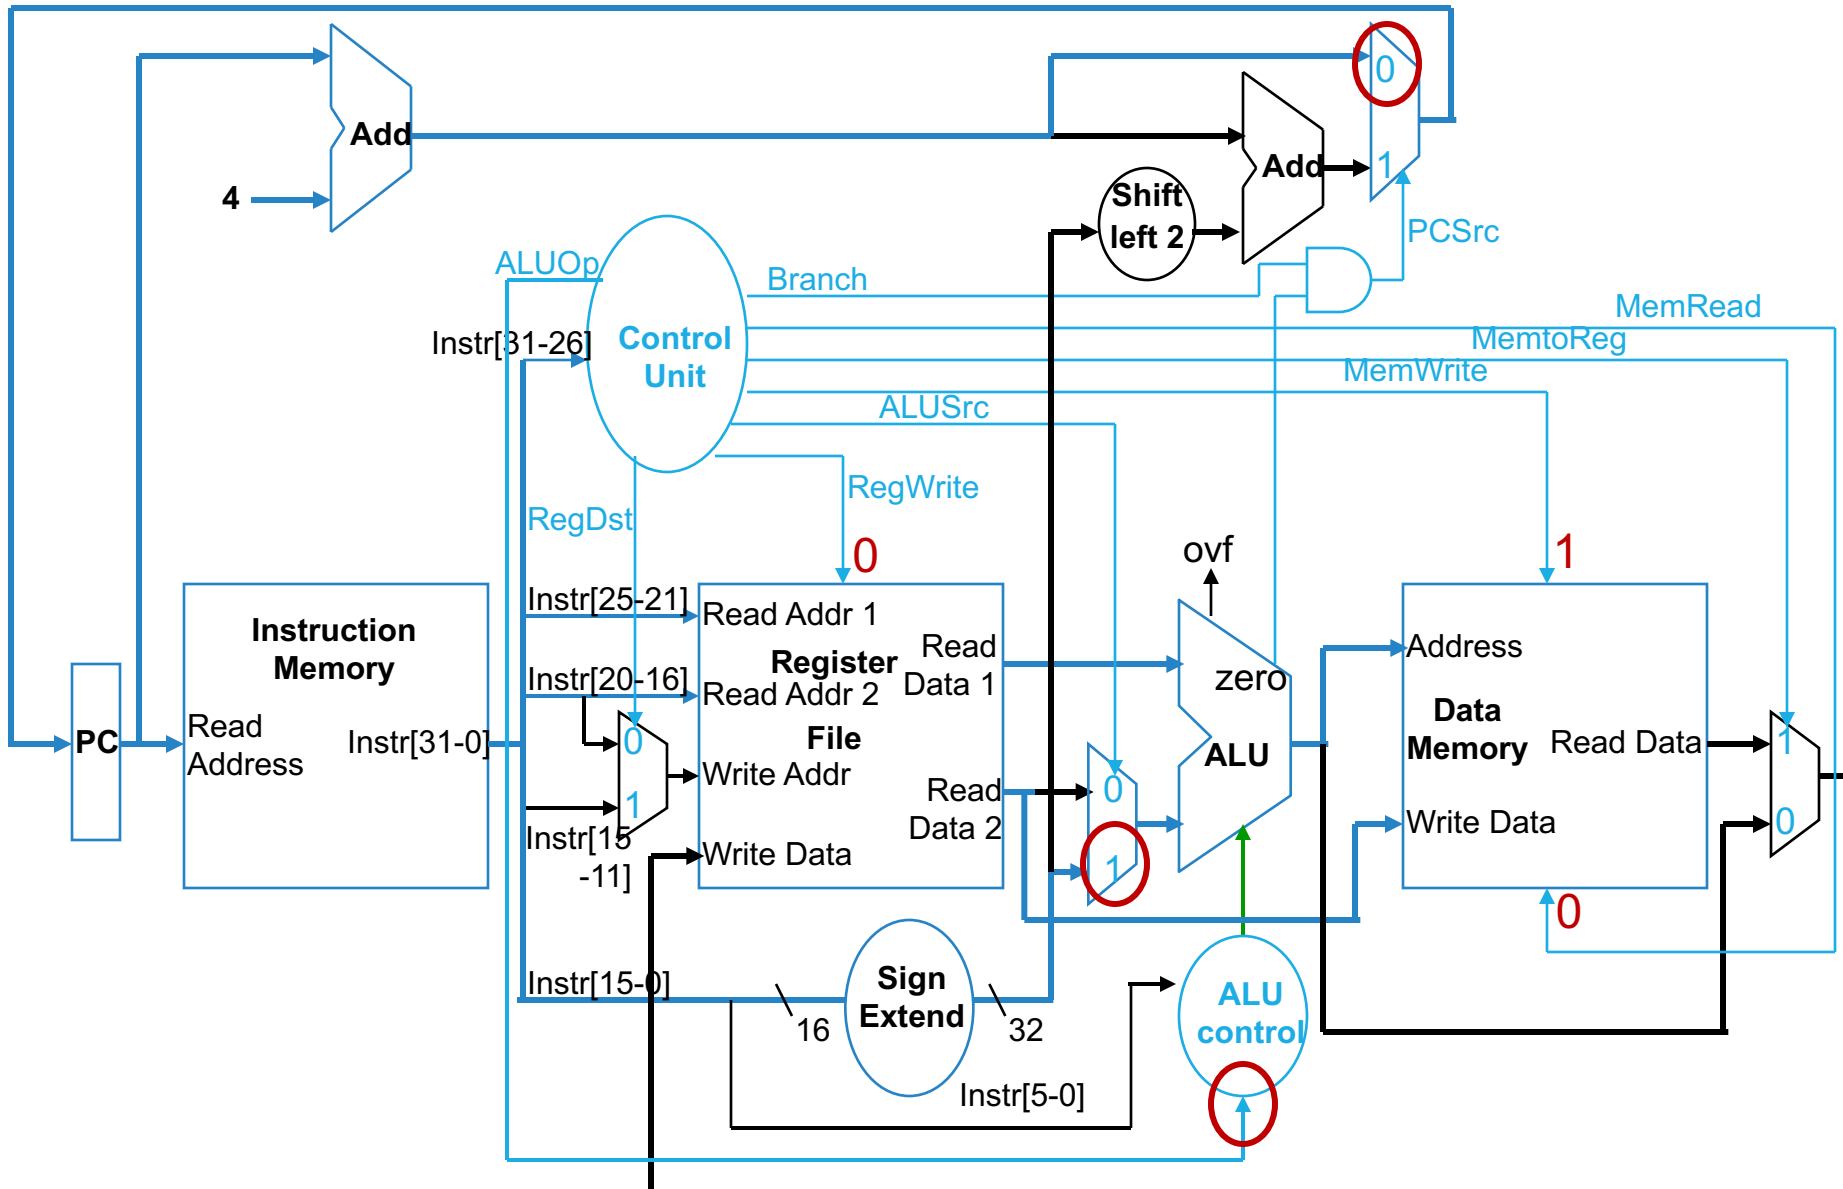 0
Add
Add
1
4
Shift
left 2
PCSrc
ALUOp
Branch
MemRead
Instr[31-26]
Control
Unit
MemtoReg
MemWrite
ALUSrc
RegWrite
RegDst
0
ovf
1
Instr[25-21]
Read Addr 1
Instruction
Memory
Register
Read
Data 1
Address
Instr[20-16]
Read Addr 2
zero
PC
Read
Address
Instr[31-0]
0
File
Data
Memory
Read Data
1
Write Addr
ALU
1
Read
Data 2
0
Write Data
0
Instr[15
-11]
Write Data
1
0
Instr[15-0]
Sign
Extend
16
32
ALU
control
Instr[5-0]